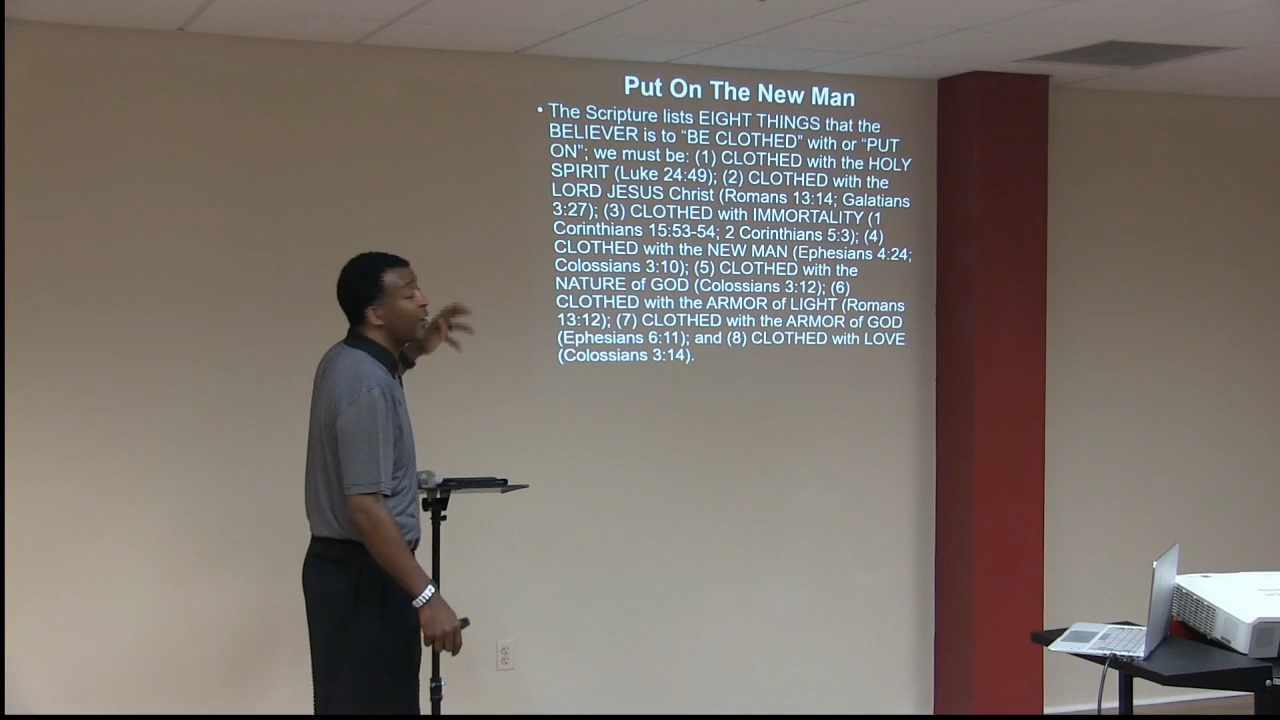 Put On The New Man
• The Scripture lists EIGHT THINGS that the
BELIEVER is to “BE CLOTHED” with or “PUT
ON”; we must be: (1) CLOTHED with the HOLY
SPIRIT (Luke 24:49); (2) CLOTHED with the
LORD JESUS Christ (Romans 13:14; Galatians
3:27); (3) CLOTHED with IMMORTALITY (1
Corinthians 15:53-54; 2 Corinthians 5:3); (4)
CLOTHED with the NEW MAN (Ephesians 4:24;
Colossians 3:10); (5) CLOTHED with the
NATURE of GOD (Colossians 3:12); (6)
CLOTHED with the ARMOR of LIGHT (Romans
13:12); (7) CLOTHED with the ARMOR of GOD
(Ephesians 6:11); and (8) CLOTHED with LOVE
(Colossians 3:14).